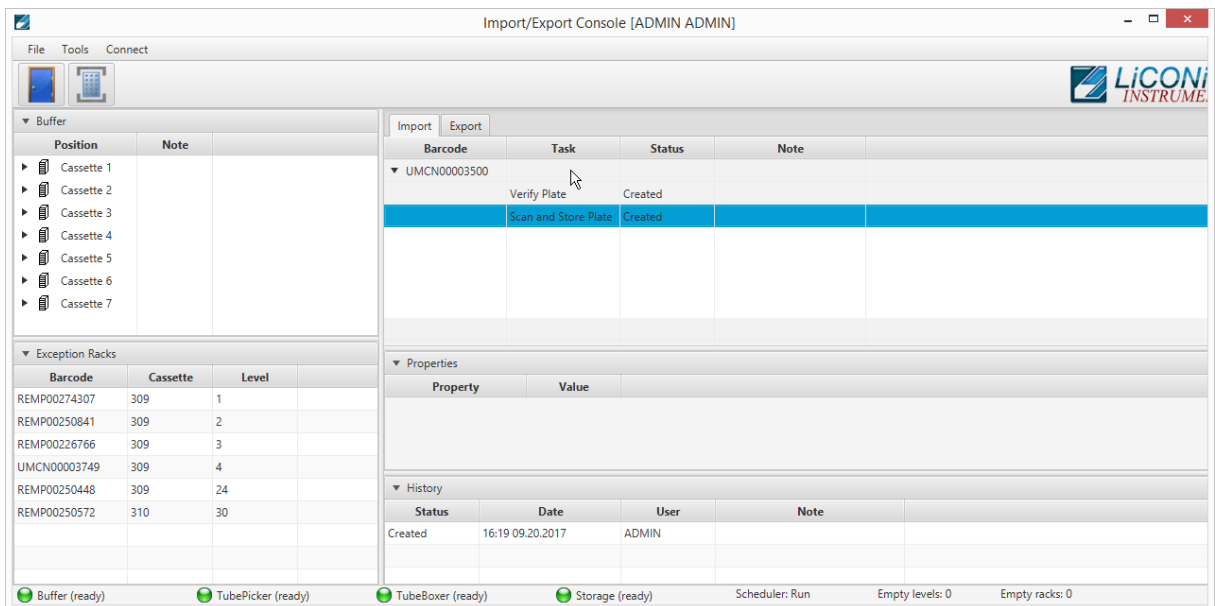 Import/Export Console [ADMIN ADMIN]
File Tools Connect
LiCONi
INSTRUME
Buffer
Position Note
Cassette 1
Cassette 2
Cassette 3
Cassette 4
Cassette 5
Cassette 6
Cassette 7
Exception Racks
Barcode Cassette Level
REMP00274307 309 1
REMP00250841 309 2
REMP00226766 309 3
UMCN00003749 309 4
REMP00250448 309 24
REMP00250572 310 30
Import Export
Barcode Task Status Note
UMCN00003500
Verify Plate Created
Scan and Store Plate Created
Properties
Property Value
History
Status Date User Note
Created 16:19 09.20.2017 ADMIN
Buffer (ready) TubePicker (ready) TubeBoxer (ready) Storage (ready) Scheduler: Run Empty levels: 0 Empty racks: 0